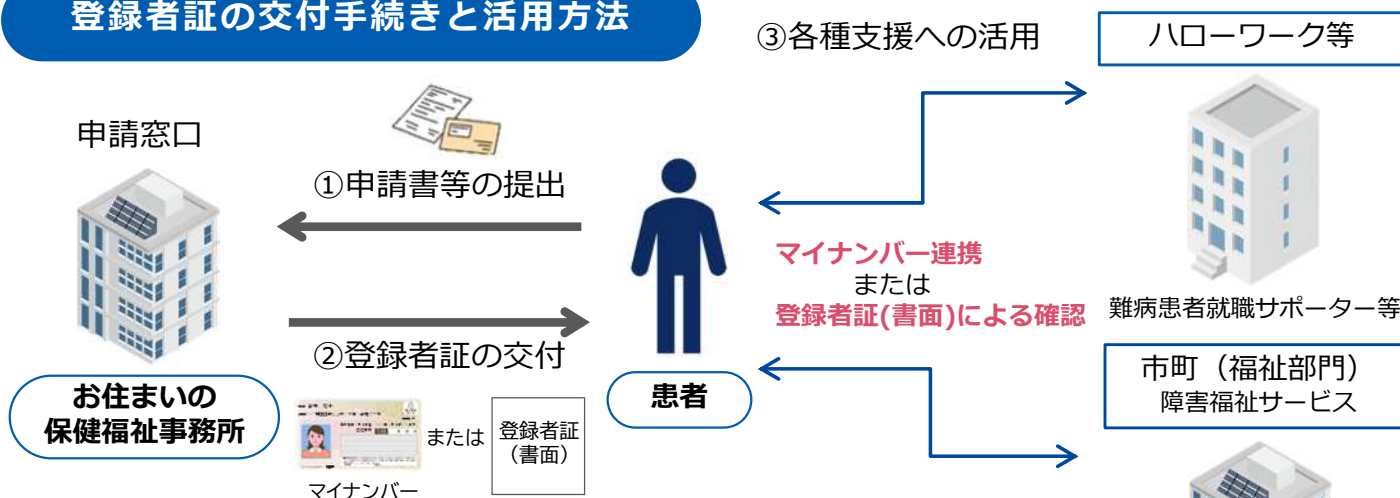 登録者証の交付手続きと活用方法
③各種支援への活用
ハローワーク等
申請窓口
①申請書等の提出
マイナンバー連携
または
登録者証(書面)による確認
難病患者就職サポーター等
②登録者証の交付
お住まいの
保健福祉事務所
患者
市町（福祉部門）
障害福祉サービス
または
登録者証
（書面）
マイナンバー